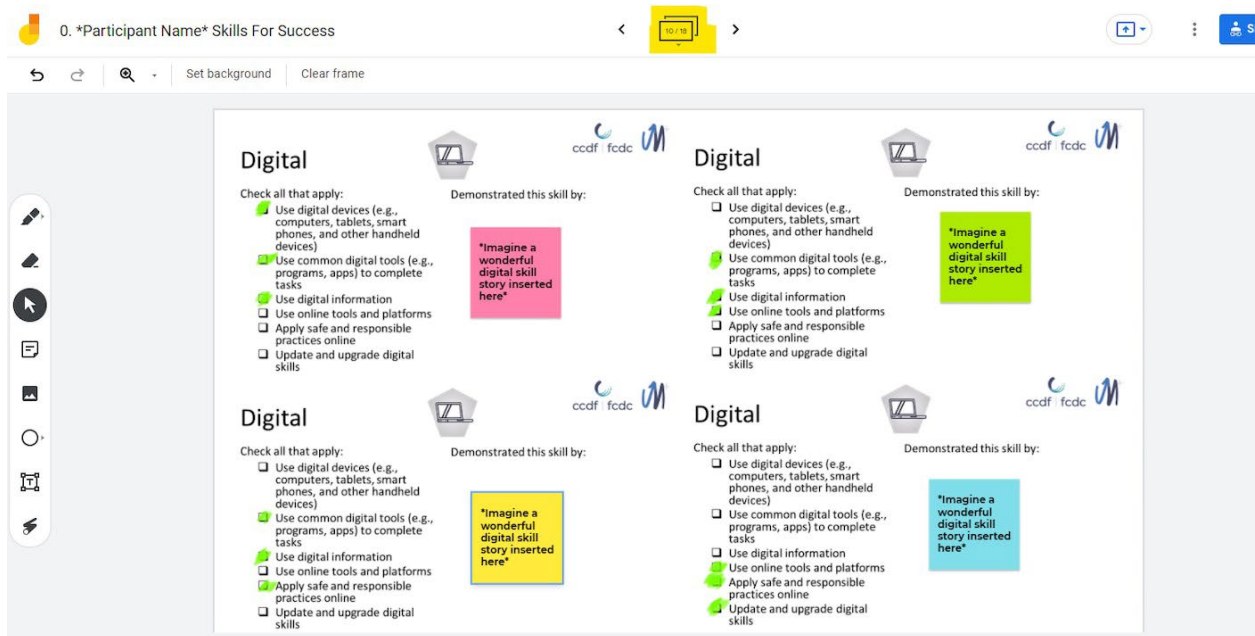 0. *Participant Name* Skills For Success
10 / 18
Set background
Clear frame
Digital
ccdf fcdc
Check all that apply:
Demonstrated this skill by:
Use digital devices (e.g.,
computers, tablets, smart
phones, and other handheld
devices)
Use common digital tools (e.g.,
programs, apps) to complete
tasks
Use digital information
Use online tools and platforms
Apply safe and responsible
practices online
Update and upgrade digital
skills
*Imagine a
wonderful
digital skill
story inserted
here*
Digital
ccdf fcdc
Check all that apply:
Demonstrated this skill by:
Use digital devices (e.g.,
computers, tablets, smart
phones, and other handheld
devices)
Use common digital tools (e.g.,
programs, apps) to complete
tasks
Use digital information
Use online tools and platforms
Apply safe and responsible
practices online
Update and upgrade digital
skills
*Imagine a
wonderful
digital skill
story inserted
here*
Digital
ccdf fcdc
Check all that apply:
Demonstrated this skill by:
Use digital devices (e.g.,
computers, tablets, smart
phones, and other handheld
devices)
Use common digital tools (e.g.,
programs, apps) to complete
tasks
Use digital information
Use online tools and platforms
Apply safe and responsible
practices online
Update and upgrade digital
skills
*Imagine a
wonderful
digital skill
story inserted
here*
Digital
ccdf fcdc
Check all that apply:
Demonstrated this skill by:
Use digital devices (e.g.,
computers, tablets, smart
phones, and other handheld
devices)
Use common digital tools (e.g.,
programs, apps) to complete
tasks
Use digital information
Use online tools and platforms
Apply safe and responsible
practices online
Update and upgrade digital
skills
*Imagine a
wonderful
digital skill
story inserted
here*